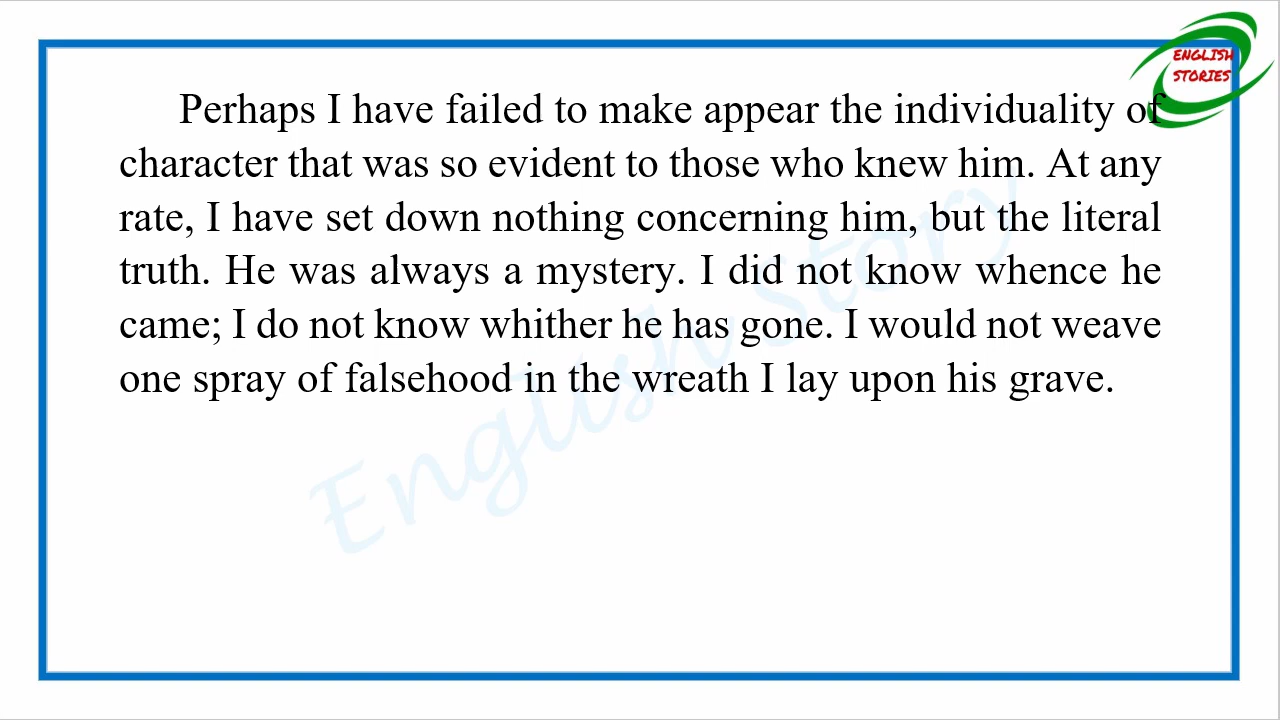 ENGLISH
STORIES
Perhaps I have failed to make appear the individuality of
character that was so evident to those who knew him. At any
rate, I have set down nothing concerning him, but the literal
truth. He was always a mystery. I did not know whence he
came; I do not know whither he has gone. I would not weave
one spray of falsehood in the wreath I lay upon his grave.
English Story